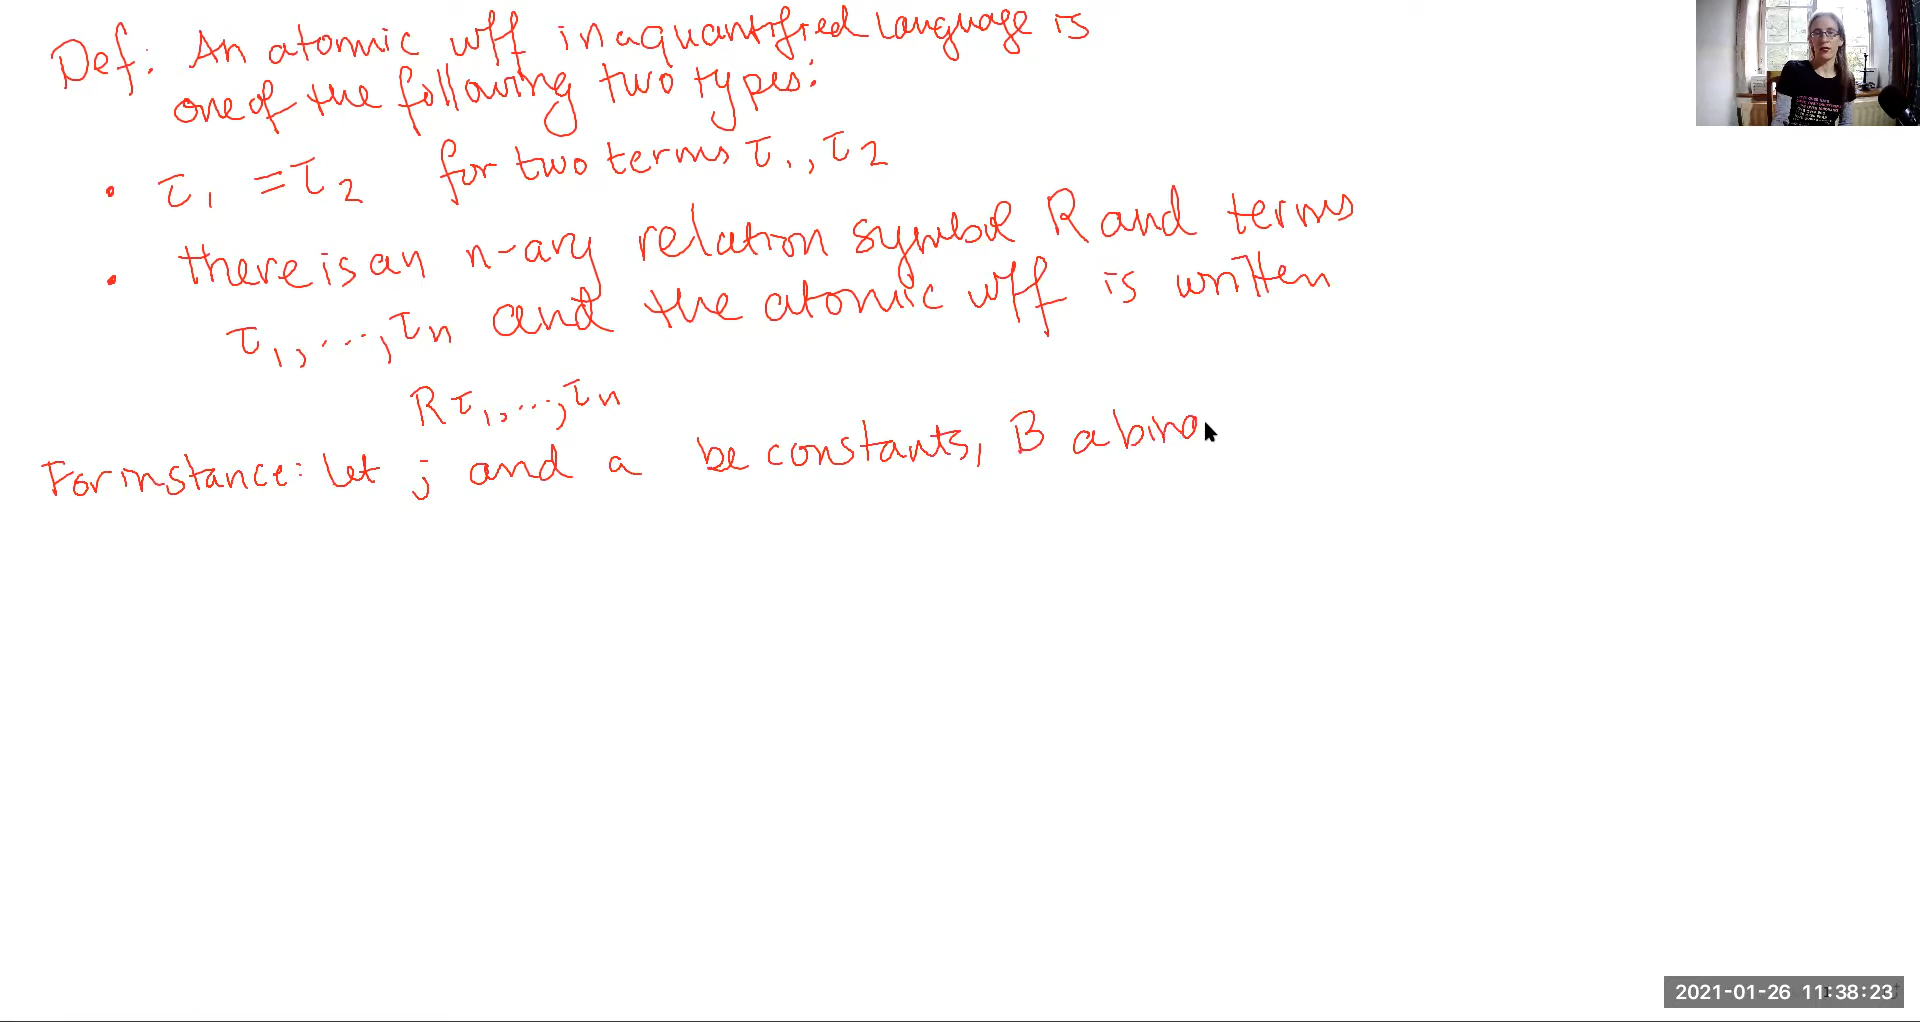 Def: An atomic wff in a quantified language is
one of the following two types:
• τ₁ = τ₂ for two terms τ₁, τ₂
• there is an n-ary relation symbol R and terms
τ₁, ..., τₙ and the atomic wff is written
Rτ₁, ..., τₙ
For instance: let j and a be constants, B a bina
2021-01-26 11:38:23